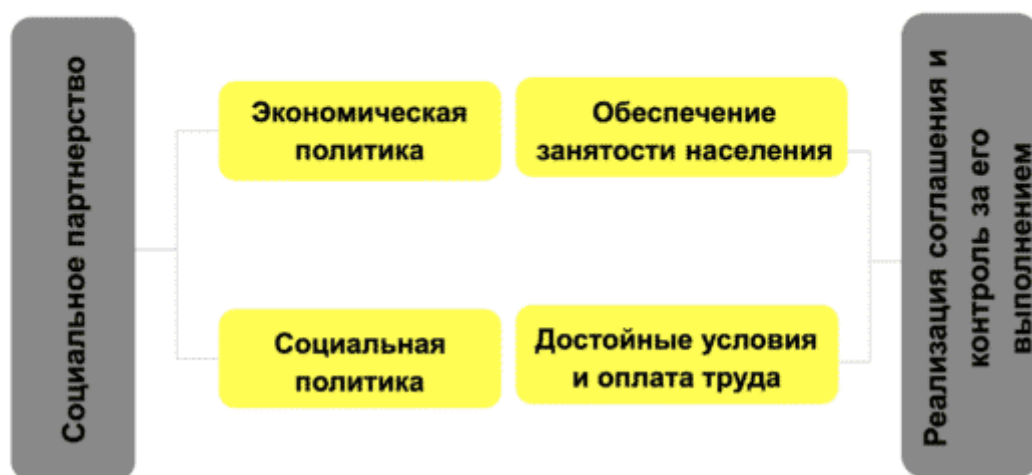 Социальное партнерство
Экономическая
политика
Обеспечение
занятости населения
Социальная
политика
Достойные условия
и оплата труда
Реализация соглашения и
контроль за его
выполнением